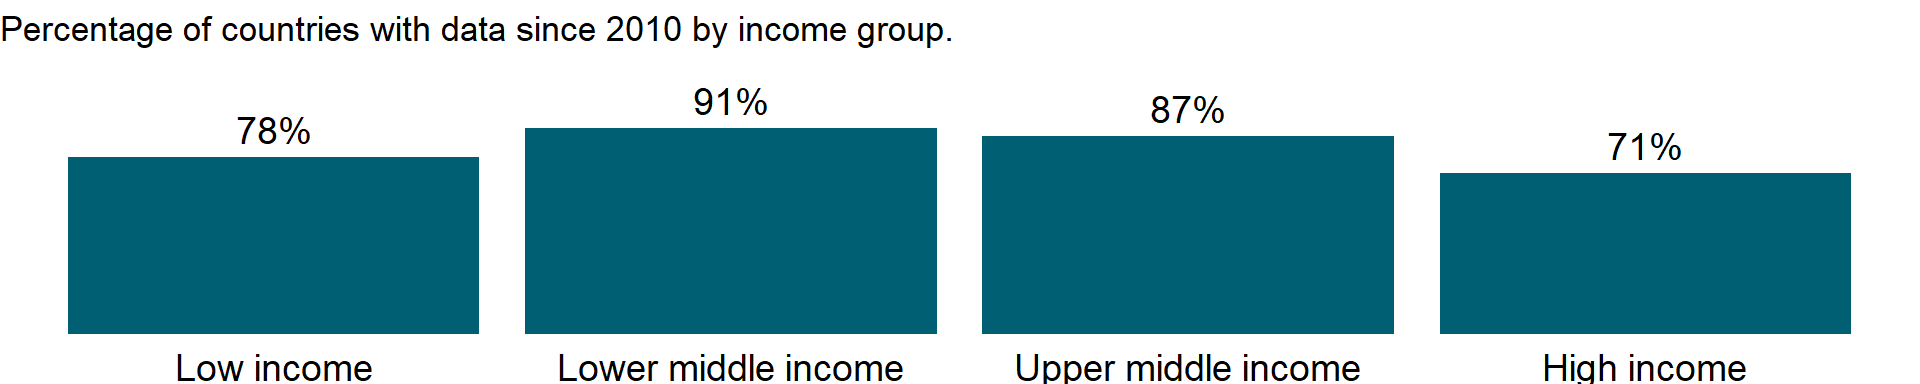 Percentage of countries with data since 2010 by income group.
78%
91%
87%
71%
Low income
Lower middle income
Upper middle income
High income